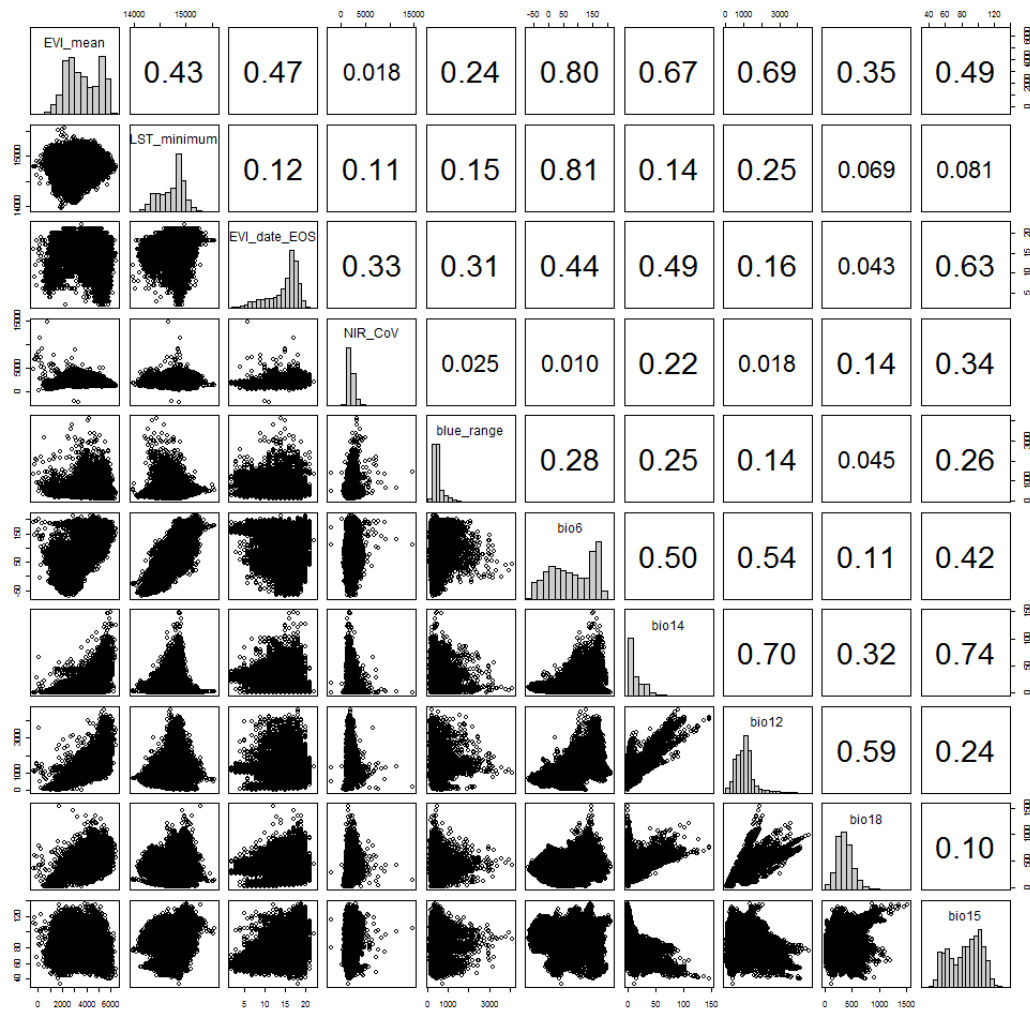 14000 15000 0 5000 15000 -50 50 150 0 1000 3000 40 60 80 100
EVI_mean 0.43 0.47 0.018 0.24 0.80 0.67 0.69 0.35 0.49
LST_minimum 0.12 0.11 0.15 0.81 0.14 0.25 0.069 0.081
EVI_date_EOS 0.33 0.31 0.44 0.49 0.16 0.043 0.63
NIR_CoV 0.025 0.010 0.22 0.018 0.14 0.34
blue_range 0.28 0.25 0.14 0.045 0.26
bio6 0.50 0.54 0.11 0.42
bio14 0.70 0.32 0.74
bio12 0.59 0.24
bio18 0.10
bio15
0 2000 4000 6000 5 10 15 20 0 1000 3000 0 50 100 150 0 500 1000 1500